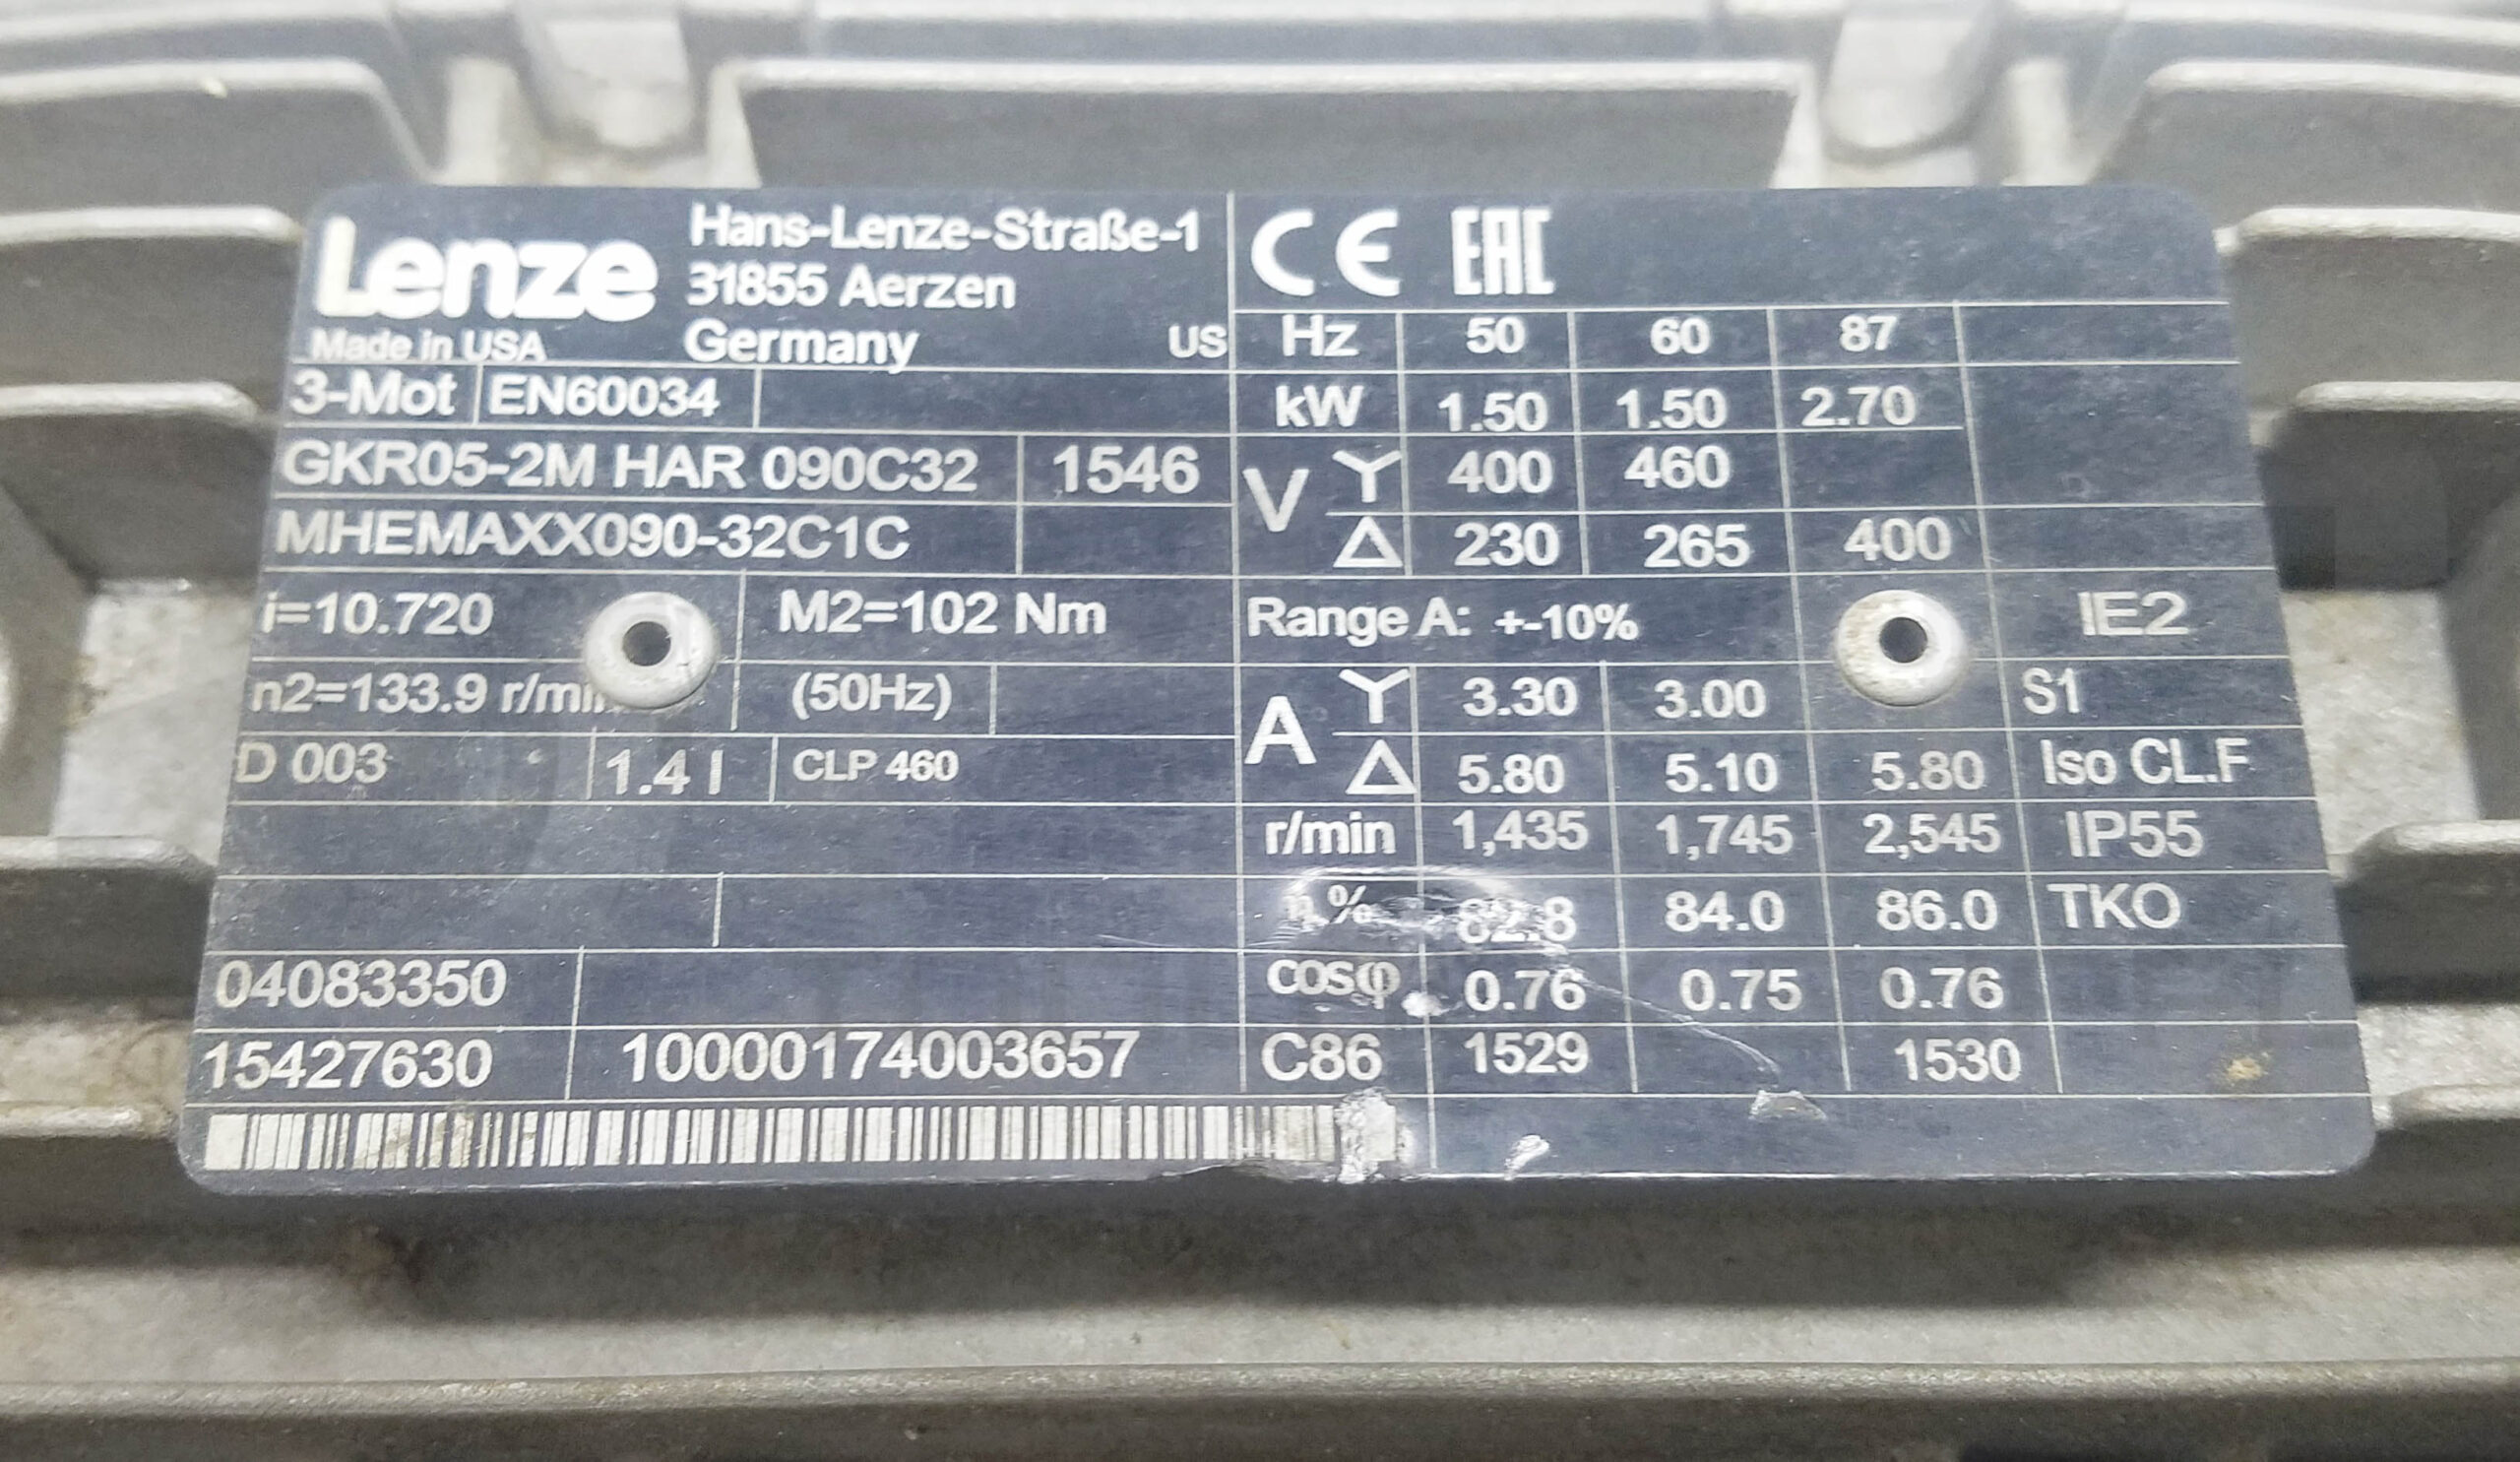 Lenze
Hans-Lenze-Straße-1
31855 Aerzen
Made in USA
Germany
US
3-Mot EN60034
GKR05-2M HAR 090C32 1546
MHEMAXX090-32C1C
i=10.720 M2=102 Nm
n2=133.9 r/min (50Hz)
D 003 1.4 l CLP 460
04083350
15427630 10000174003657
CE EAC
Hz 50 60 87
kW 1.50 1.50 2.70
V Y 400 460
Δ 230 265 400
Range A: +-10% IE2
A Y 3.30 3.00 S1
Δ 5.80 5.10 5.80 Iso CL.F
r/min 1,435 1,745 2,545 IP55
η % 82.8 84.0 86.0 TKO
cosφ 0.76 0.75 0.76
C86 1529 1530